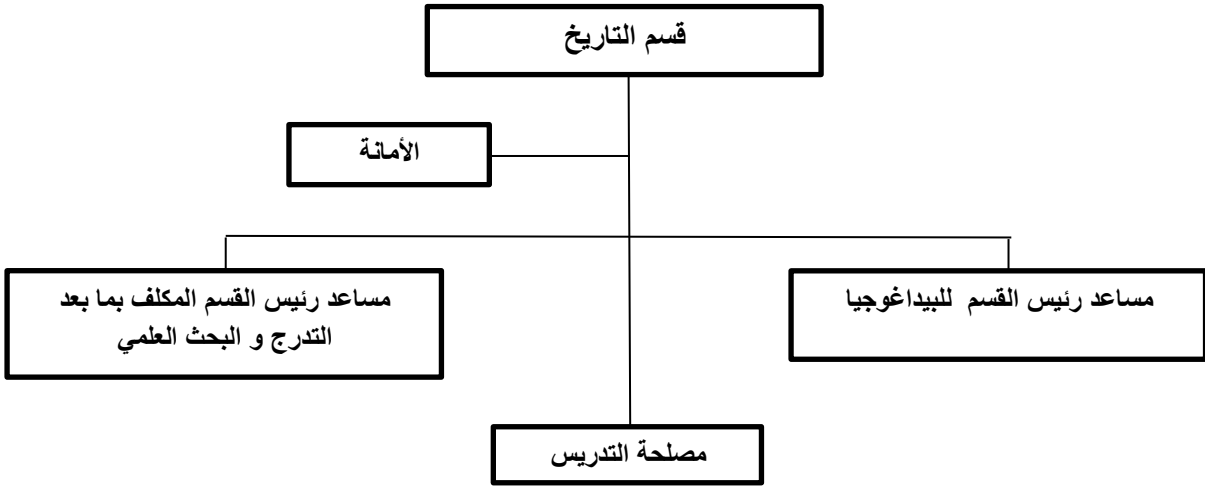 قسم التاريخ
الأمانة
مساعد رئيس القسم للبيداغوجيا
مساعد رئيس القسم المكلف بما بعد
التدرج و البحث العلمي
مصلحة التدريس